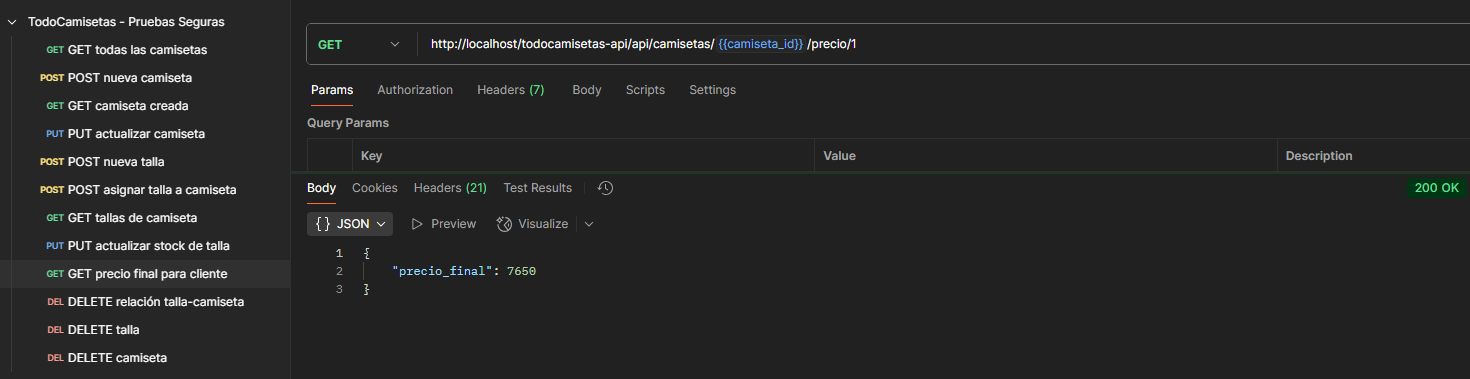 TodoCamisetas - Pruebas Seguras
GET GET todas las camisetas
POST POST nueva camiseta
GET GET camiseta creada
PUT PUT actualizar camiseta
POST POST nueva talla
POST POST asignar talla a camiseta
GET GET tallas de camiseta
PUT PUT actualizar stock de talla
GET GET precio final para cliente
DEL DELETE relación talla-camiseta
DEL DELETE talla
DEL DELETE camiseta
GET http://localhost/todocamisetas-api/api/camisetas/ {{camiseta_id}} /precio/1
Params Authorization Headers (7) Body Scripts Settings
Query Params
Key Value Description
Body Cookies Headers (21) Test Results 200 OK
{ } JSON Preview Visualize
1 {
2 "precio_final": 7650
3 }